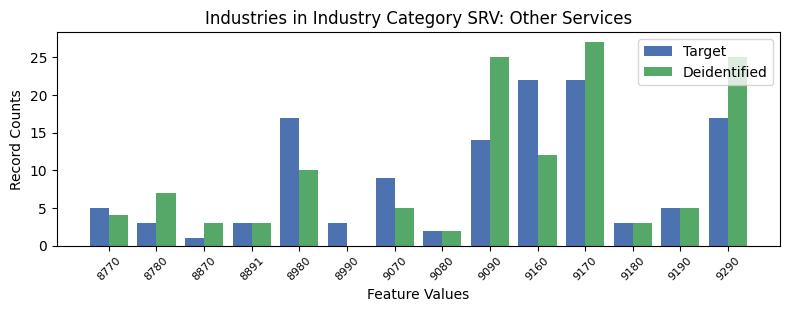 Industries in Industry Category SRV: Other Services
Target
Deidentified
Record Counts
25
20
15
10
5
0
8770 8780 8870 8891 8980 8990 9070 9080 9090 9160 9170 9180 9190 9290
Feature Values